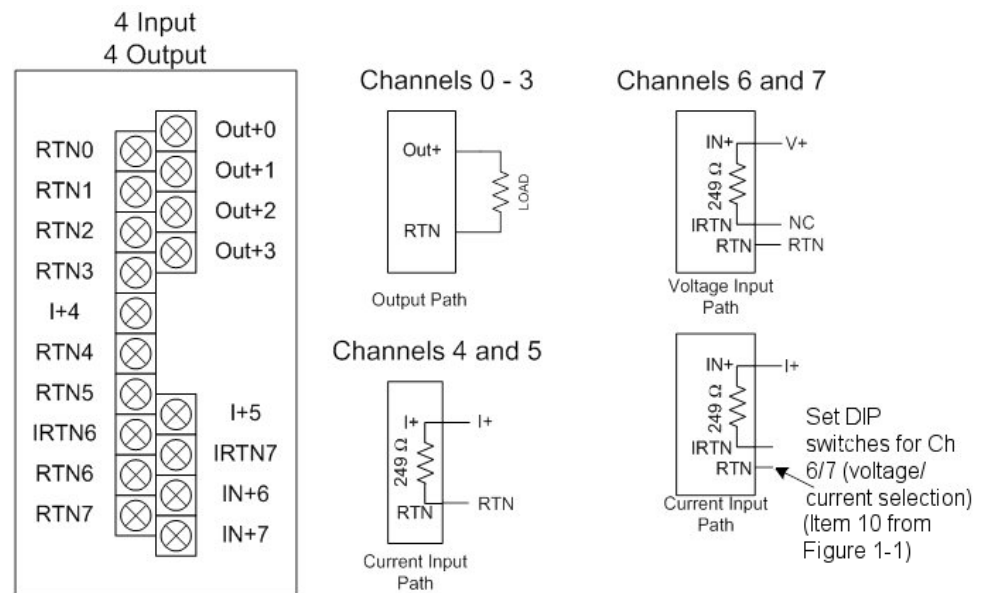 4 Input
4 Output
RTN0
RTN1
RTN2
RTN3
I+4
RTN4
RTN5
IRTN6
RTN6
RTN7
Out+0
Out+1
Out+2
Out+3
I+5
IRTN7
IN+6
IN+7
Channels 0 - 3
Out+
RTN
LOAD
Output Path
Channels 4 and 5
I+
I+
249 Ω
RTN
RTN
Current Input
Path
Channels 6 and 7
IN+
V+
249 Ω
IRTN
NC
RTN
RTN
Voltage Input
Path
IN+
I+
249 Ω
IRTN
RTN
Current Input
Path
Set DIP
switches for Ch
6/7 (voltage/
current selection)
(Item 10 from
Figure 1-1)